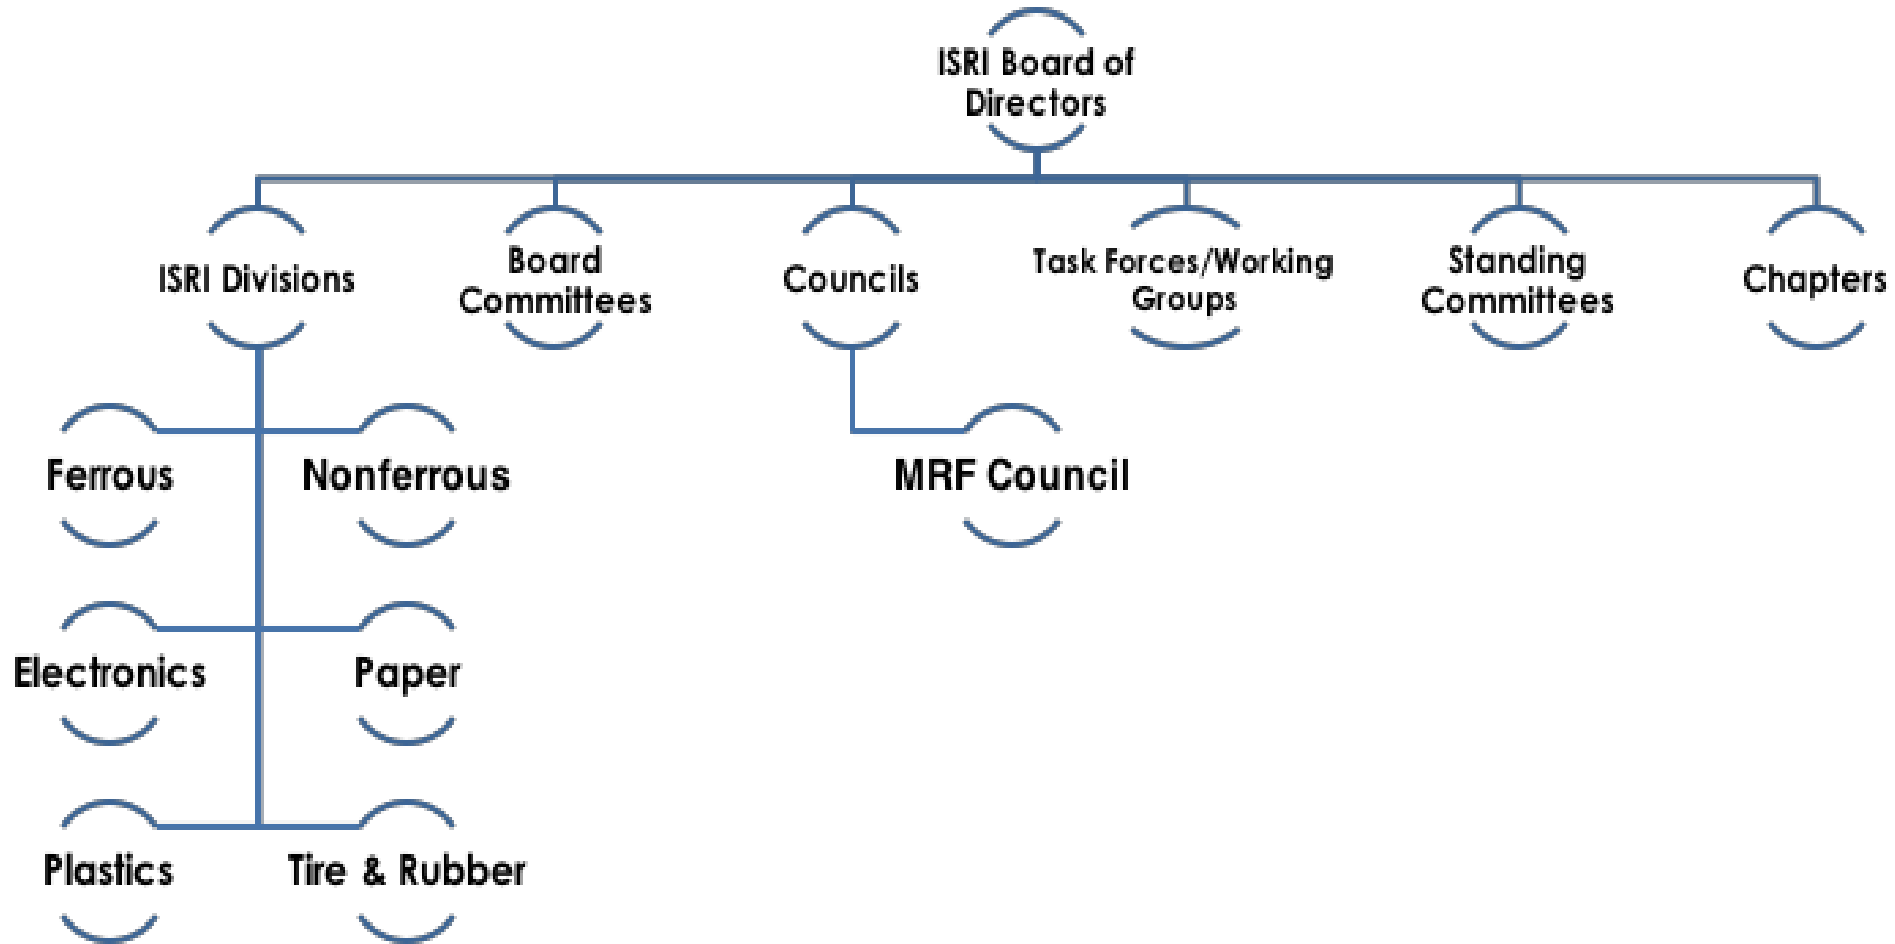 ISRI Board of
Directors
ISRI Divisions
Board
Committees
Councils
Task Forces/Working
Groups
Standing
Committees
Chapters
Ferrous
Nonferrous
MRF Council
Electronics
Paper
Plastics
Tire & Rubber